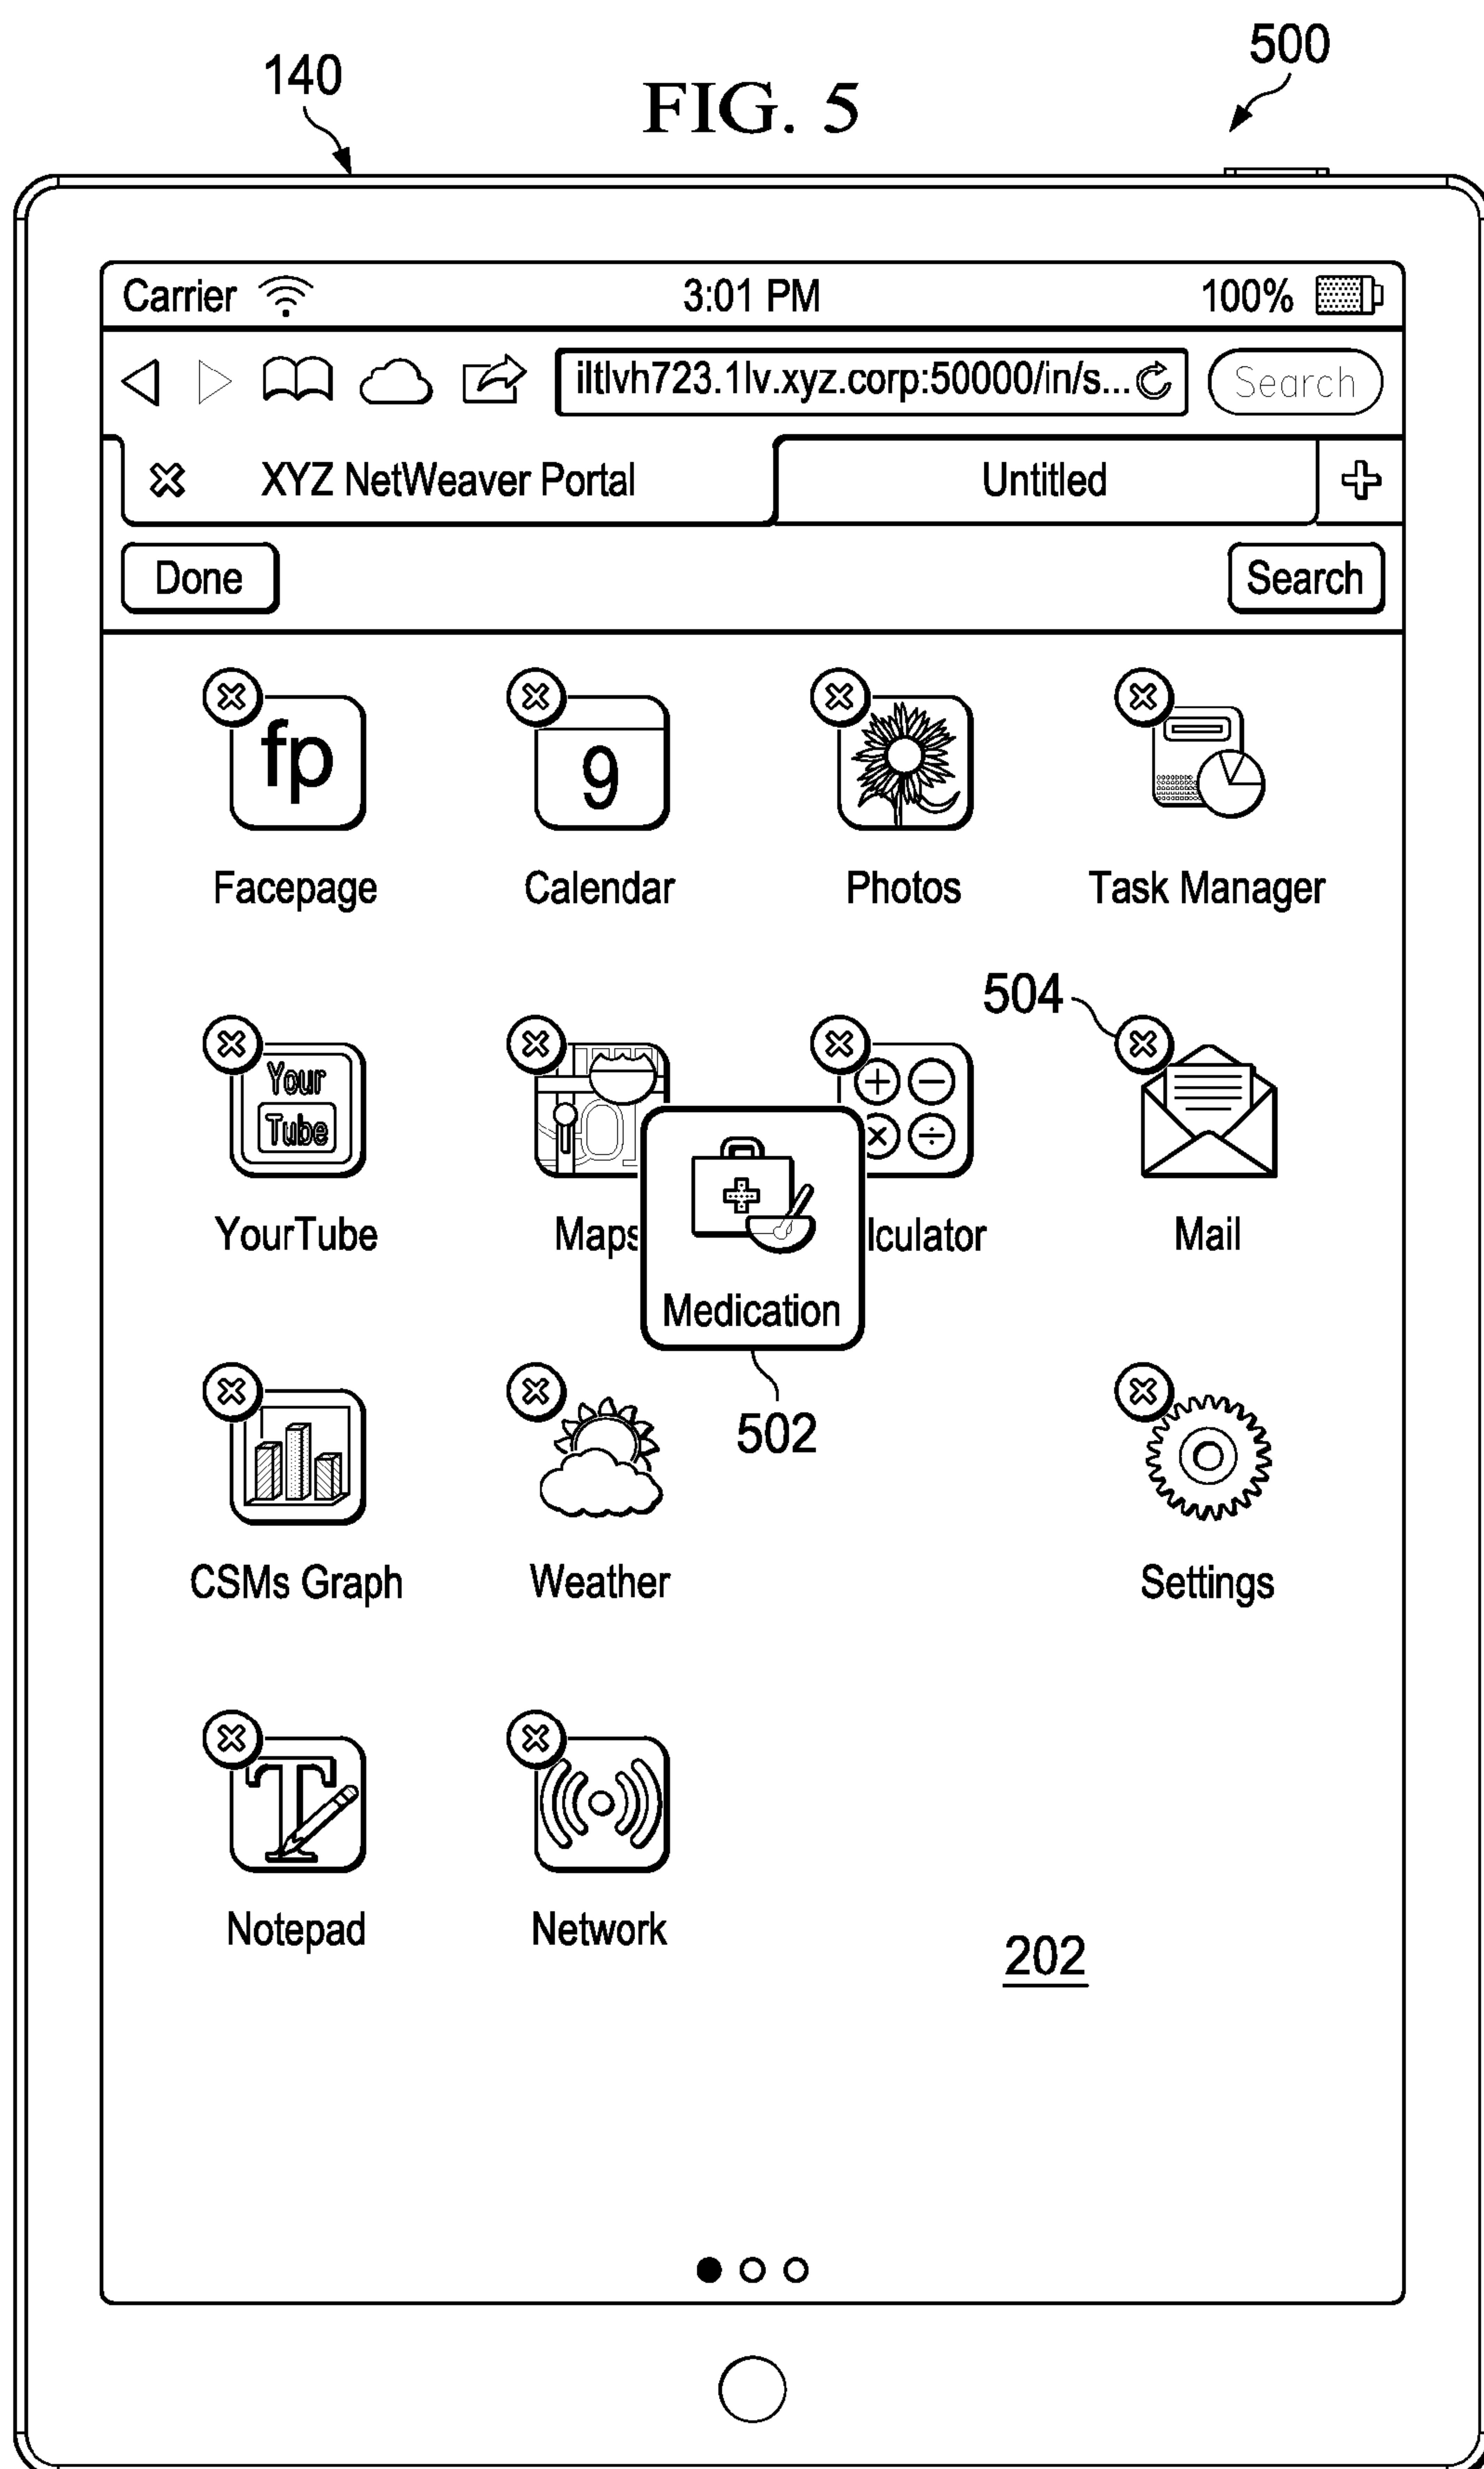 500
140
FIG. 5
Carrier 3:01 PM 100%
iltlvh723.1lv.xyz.corp:50000/in/s... Search
XYZ NetWeaver Portal Untitled
Done Search
fp 9
Facepage Calendar Photos Task Manager
504
Your
Tube
YourTube Maps lculator Mail
Medication
502
CSMs Graph Weather Settings
T
Notepad Network
202